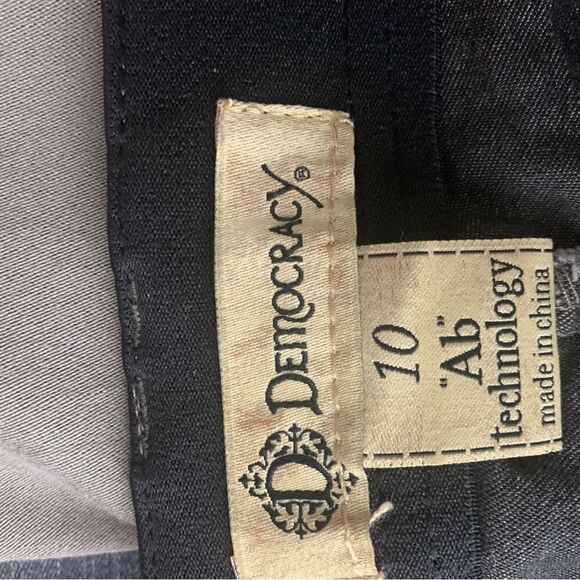 D DEMOCRACY®
10
"Ab"
technology
made in china